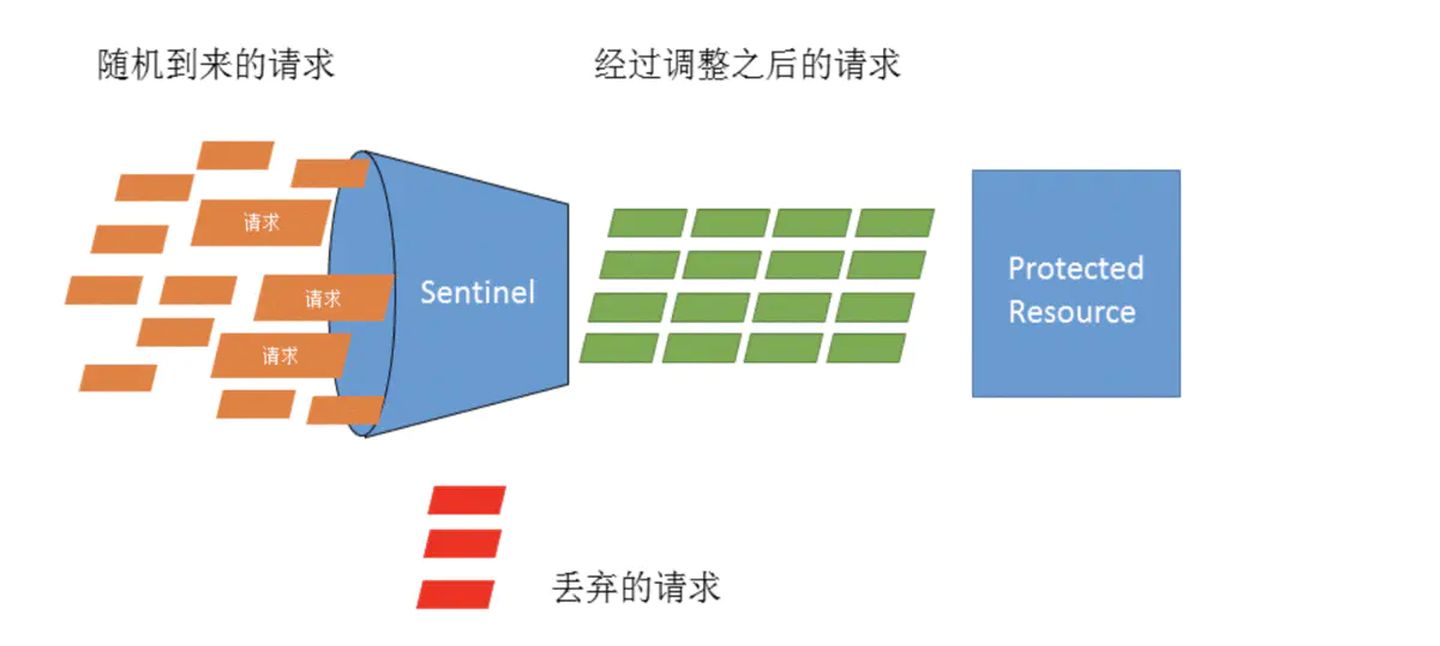 随机到来的请求
经过调整之后的请求
请求
请求
请求
Sentinel
Protected
Resource
丢弃的请求